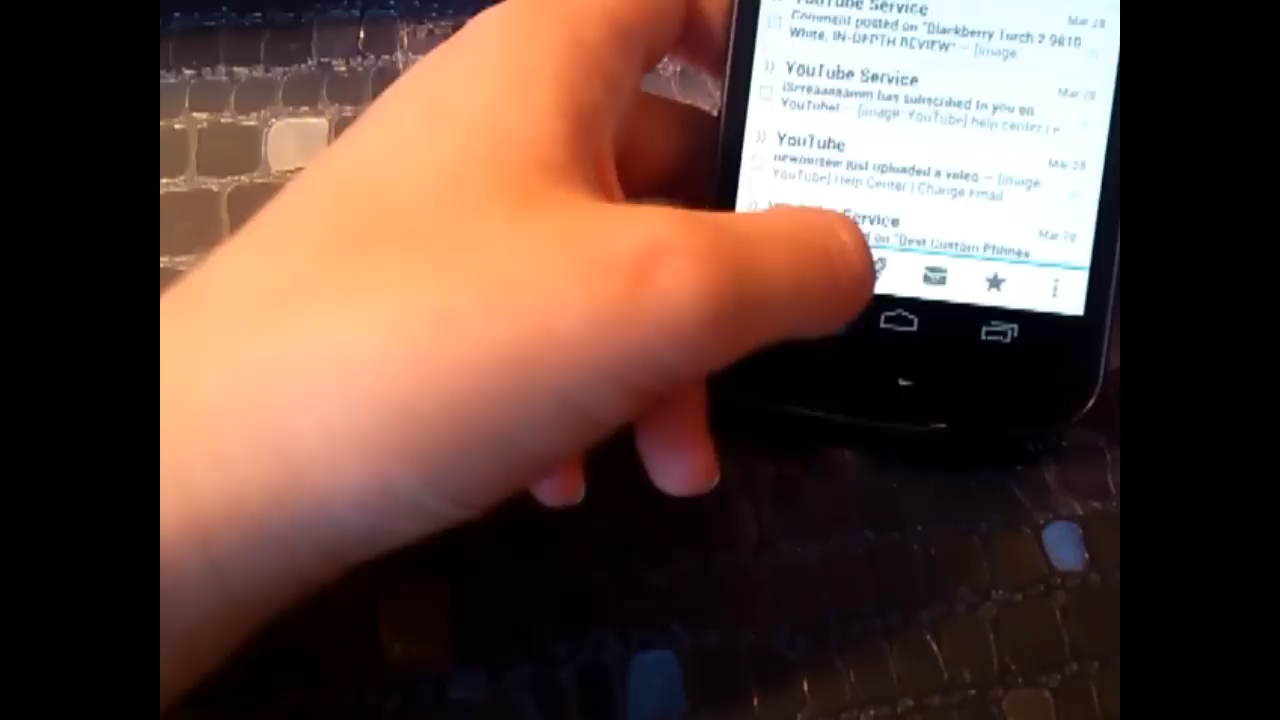 YouTube Service
Mar 28
Comment posted on "Blackberry Torch 2 9810
White, IN-DEPTH REVIEW" – [image
YouTube Service
Mar 28
has subscribed to you on
YouTube! – [image: YouTube] help center | e
YouTube
Mar 28
just uploaded a video – [image:
YouTube] Help Center | Change Email
Service
Mar 28
on "Best Custom Phones